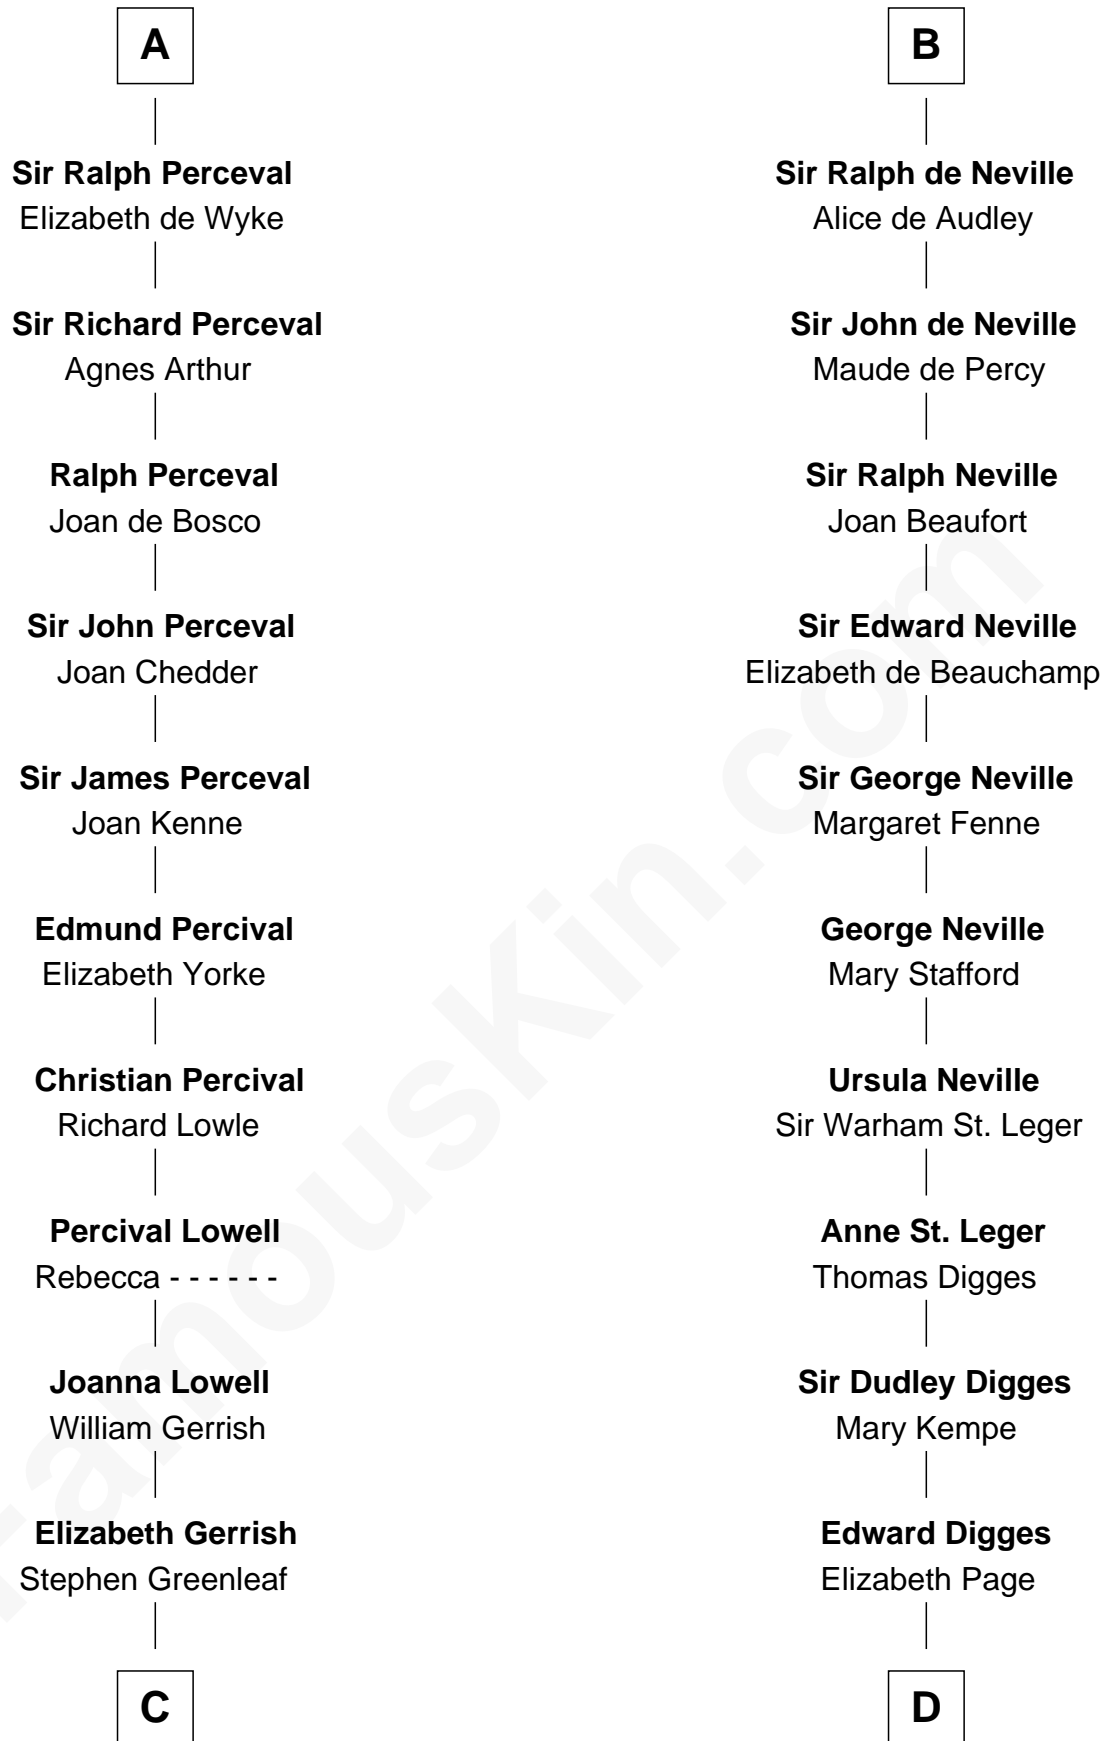 A
Sir Ralph Perceval
Elizabeth de Wyke
Sir Richard Perceval
Agnes Arthur
Ralph Perceval
Joan de Bosco
Sir John Perceval
Joan Chedder
Sir James Perceval
Joan Kenne
Edmund Percival
Elizabeth Yorke
Christian Percival
Richard Lowle
Percival Lowell
Rebecca - - - - - -
Joanna Lowell
William Gerrish
Elizabeth Gerrish
Stephen Greenleaf
C
B
Sir Ralph de Neville
Alice de Audley
Sir John de Neville
Maude de Percy
Sir Ralph Neville
Joan Beaufort
Sir Edward Neville
Elizabeth de Beauchamp
Sir George Neville
Margaret Fenne
George Neville
Mary Stafford
Ursula Neville
Sir Warham St. Leger
Anne St. Leger
Thomas Digges
Sir Dudley Digges
Mary Kempe
Edward Digges
Elizabeth Page
D
FamousKin.com